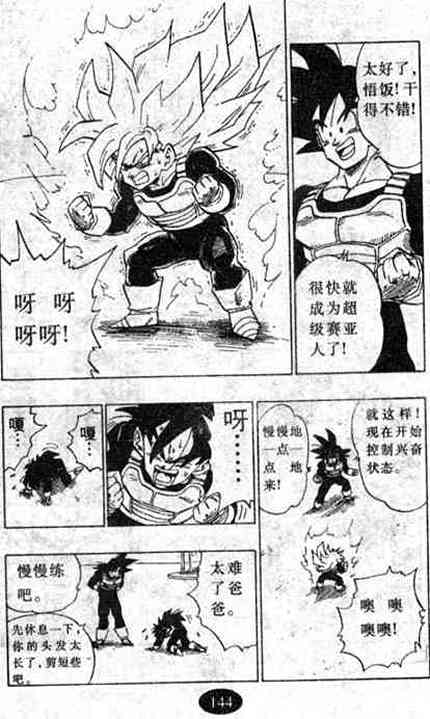 太好了,
悟饭!干
得不错!
很快就
成为超
级赛亚
人了!
呀 呀
呀呀!
就这样!
现在开始
控制兴奋
状态。
慢慢地
一点一
点 地
来!
噢 噢
噢噢!
呀……
嗄…
嗄…
太难
了爸
爸。
慢慢练
吧。
先休息一下,
你的头发太
长了,剪短些
吧。
144